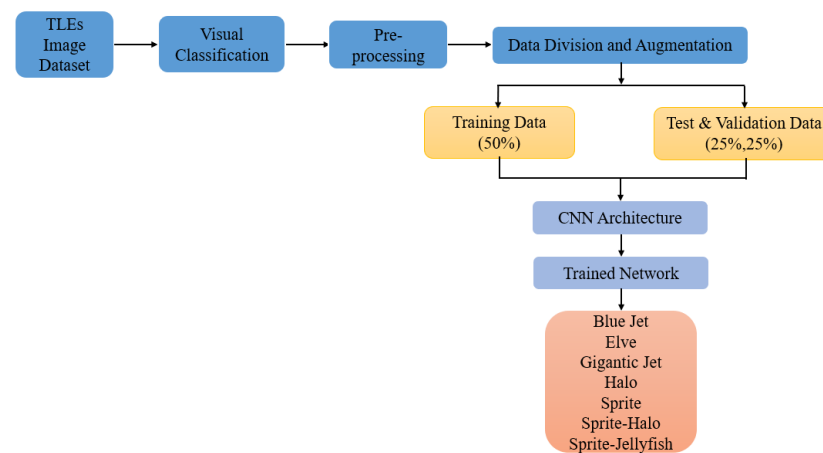 TLEs
Image
Dataset
Visual
Classification
Pre-
processing
Data Division and Augmentation
Training Data
(50%)
Test & Validation Data
(25%,25%)
CNN Architecture
Trained Network
Blue Jet
Elve
Gigantic Jet
Halo
Sprite
Sprite-Halo
Sprite-Jellyfish